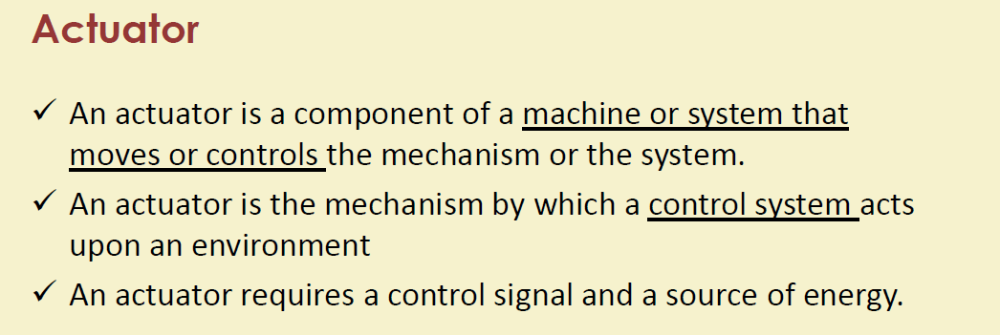 Actuator
✓ An actuator is a component of a machine or system that
moves or controls the mechanism or the system.
✓ An actuator is the mechanism by which a control system acts
upon an environment
✓ An actuator requires a control signal and a source of energy.